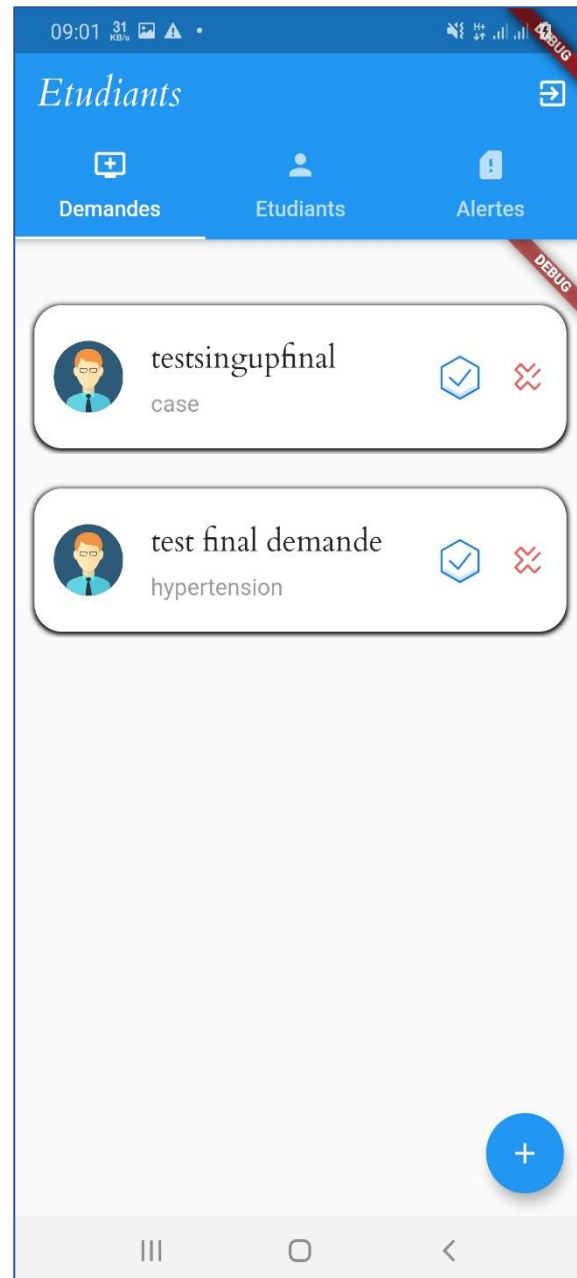 09:01 31 KB/s H+ DEBUG
Etudiants
Demandes Etudiants Alertes
DEBUG
testsingupfinal
case
test final demande
hypertension